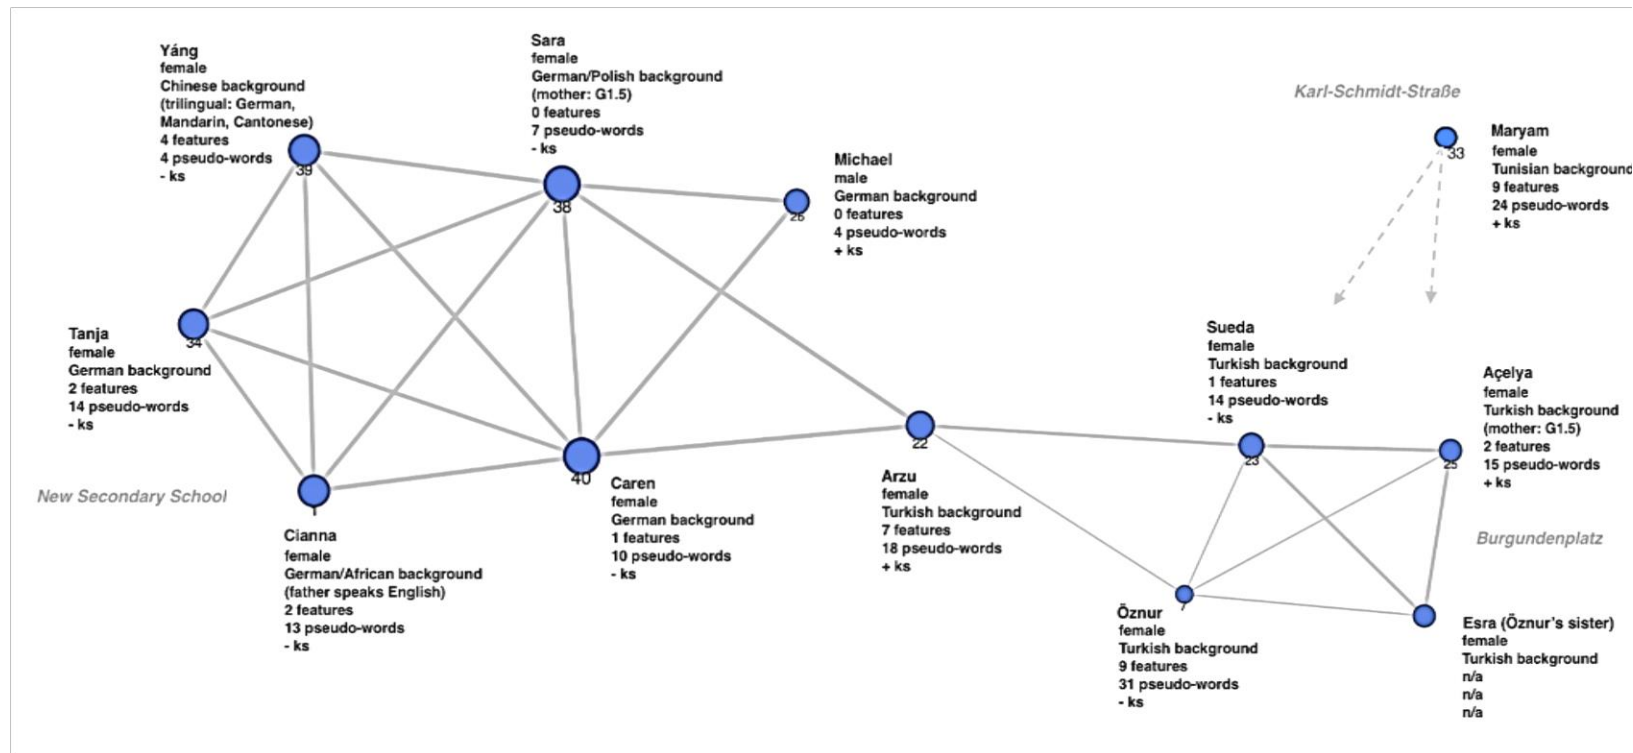 Yáng
female
Chinese background
(trilingual: German,
Mandarin, Cantonese)
4 features
4 pseudo-words
- ks
39
Sara
female
German/Polish background
(mother: G1.5)
0 features
7 pseudo-words
- ks
38
Michael
male
German background
0 features
4 pseudo-words
+ ks
26
Karl-Schmidt-Straße
33
Maryam
female
Tunisian background
9 features
24 pseudo-words
+ ks
34
Tanja
female
German background
2 features
14 pseudo-words
- ks
New Secondary School
1
Cianna
female
German/African background
(father speaks English)
2 features
13 pseudo-words
- ks
40
Caren
female
German background
1 features
10 pseudo-words
- ks
22
Arzu
female
Turkish background
7 features
18 pseudo-words
+ ks
Sueda
female
Turkish background
1 features
14 pseudo-words
- ks
23
Açelya
female
Turkish background
(mother: G1.5)
2 features
15 pseudo-words
+ ks
25
Burgundenplatz
7
Öznur
female
Turkish background
9 features
31 pseudo-words
- ks
Esra (Öznur's sister)
female
Turkish background
n/a
n/a
n/a